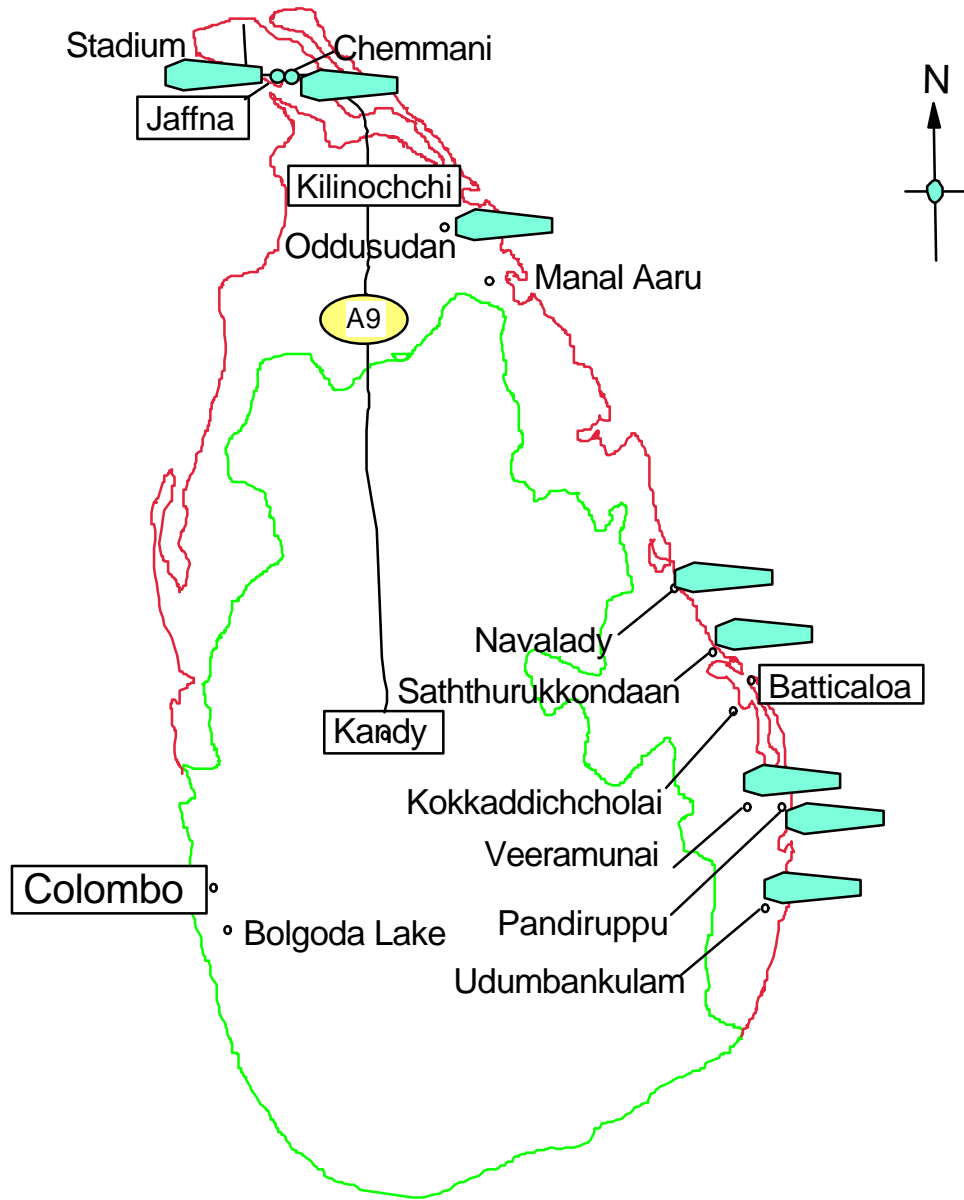 Stadium
Chemmani
N
Jaffna
Kilinochchi
Oddusudan
Manal Aaru
A9
Navalady
Saththurukkondaan
Batticaloa
Kandy
Kokkaddichcholai
Veeramunai
Colombo
Pandiruppu
Bolgoda Lake
Udumbankulam